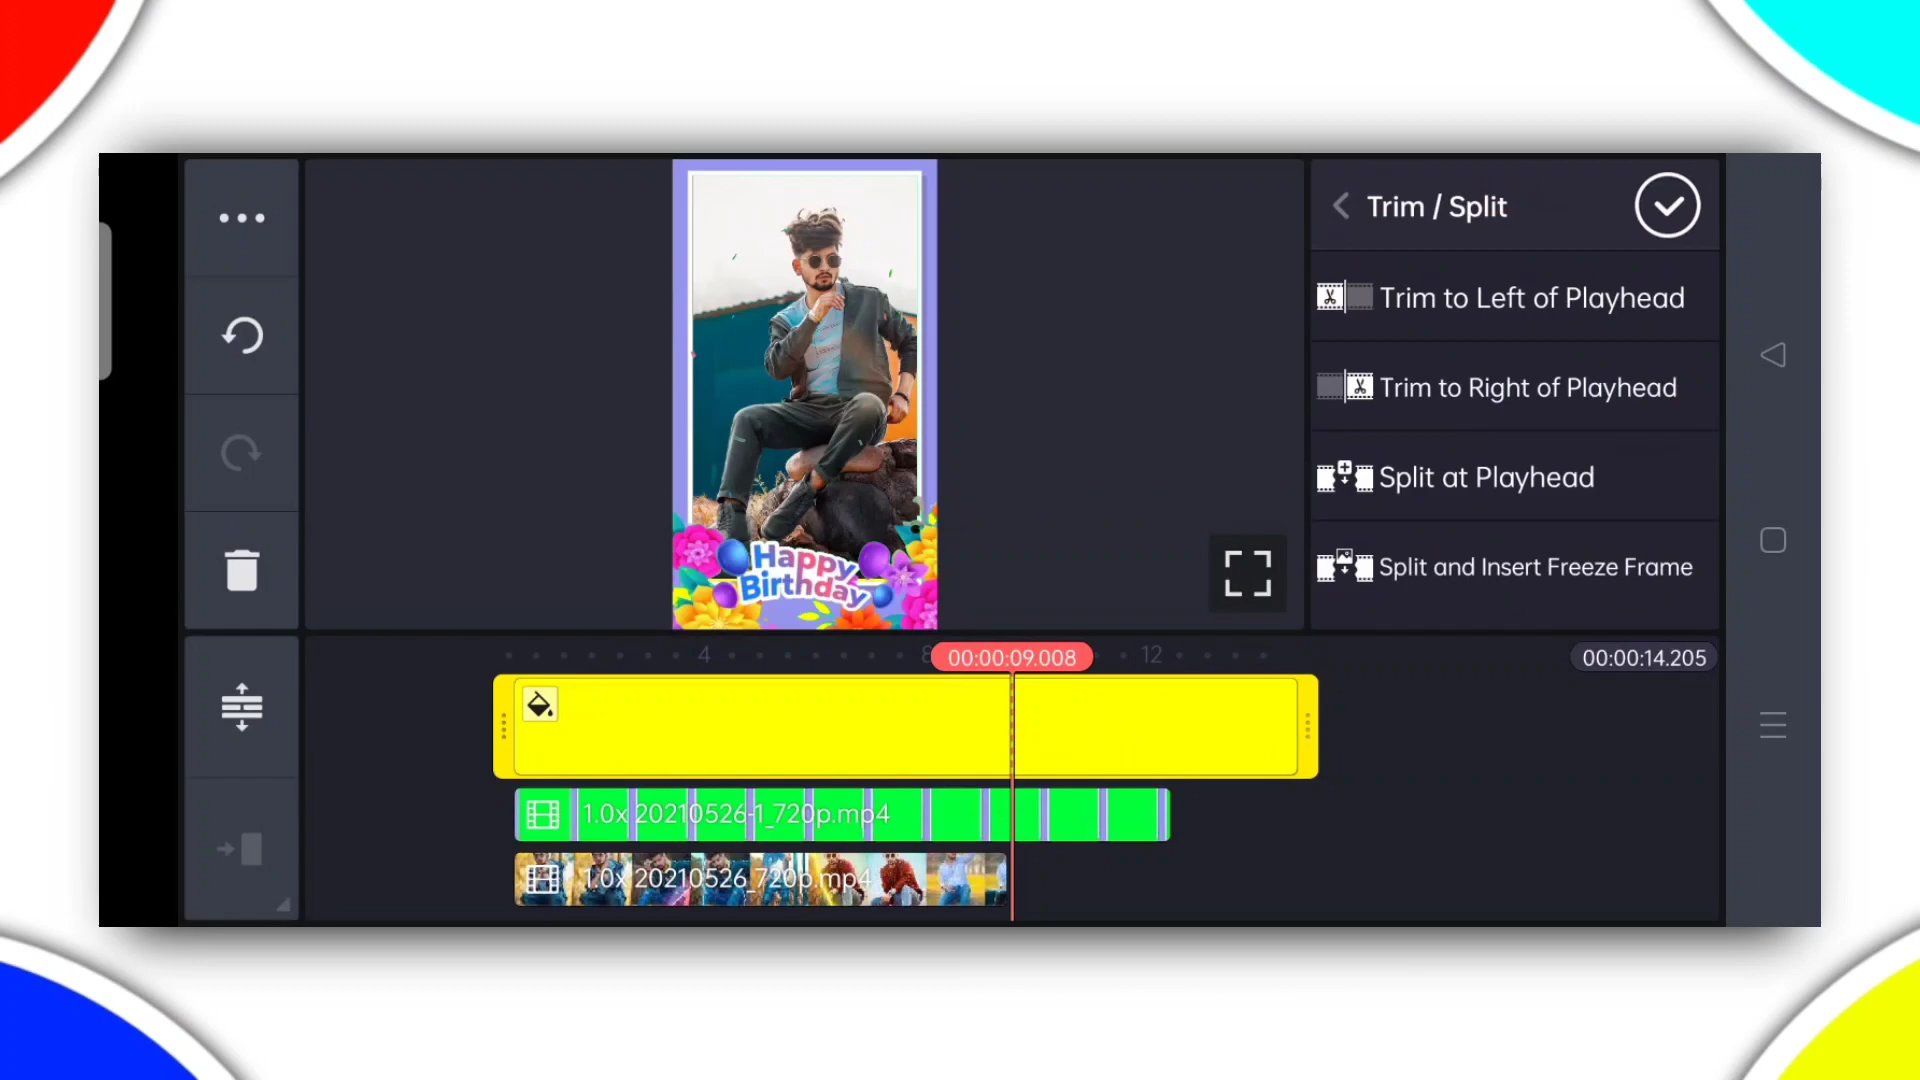 Trim / Split
Trim to Left of Playhead
Trim to Right of Playhead
Split at Playhead
Split and Insert Freeze Frame
Happy
Birthday
4
8
00:00:09.008
12
00:00:14.205
1.0x 20210526-1_720p.mp4
1.0x 20210526_720p.mp4